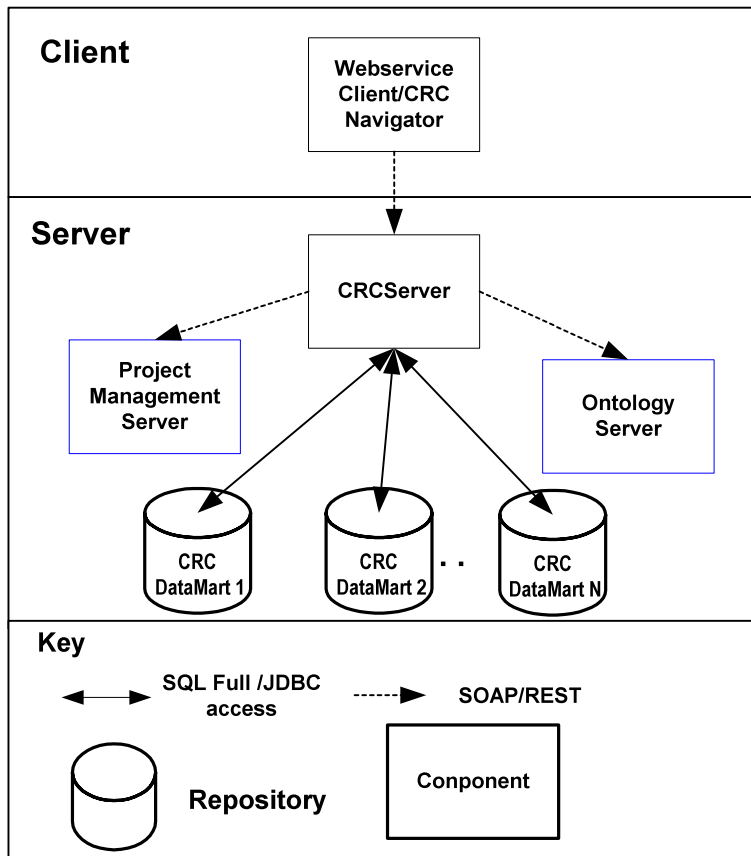 Client
Webservice
Client/CRC
Navigator
Server
CRCServer
Project
Management
Server
Ontology
Server
CRC
DataMart 1
CRC
DataMart 2
. .
CRC
DataMart N
Key
SQL Full /JDBC
access
SOAP/REST
Repository
Conponent